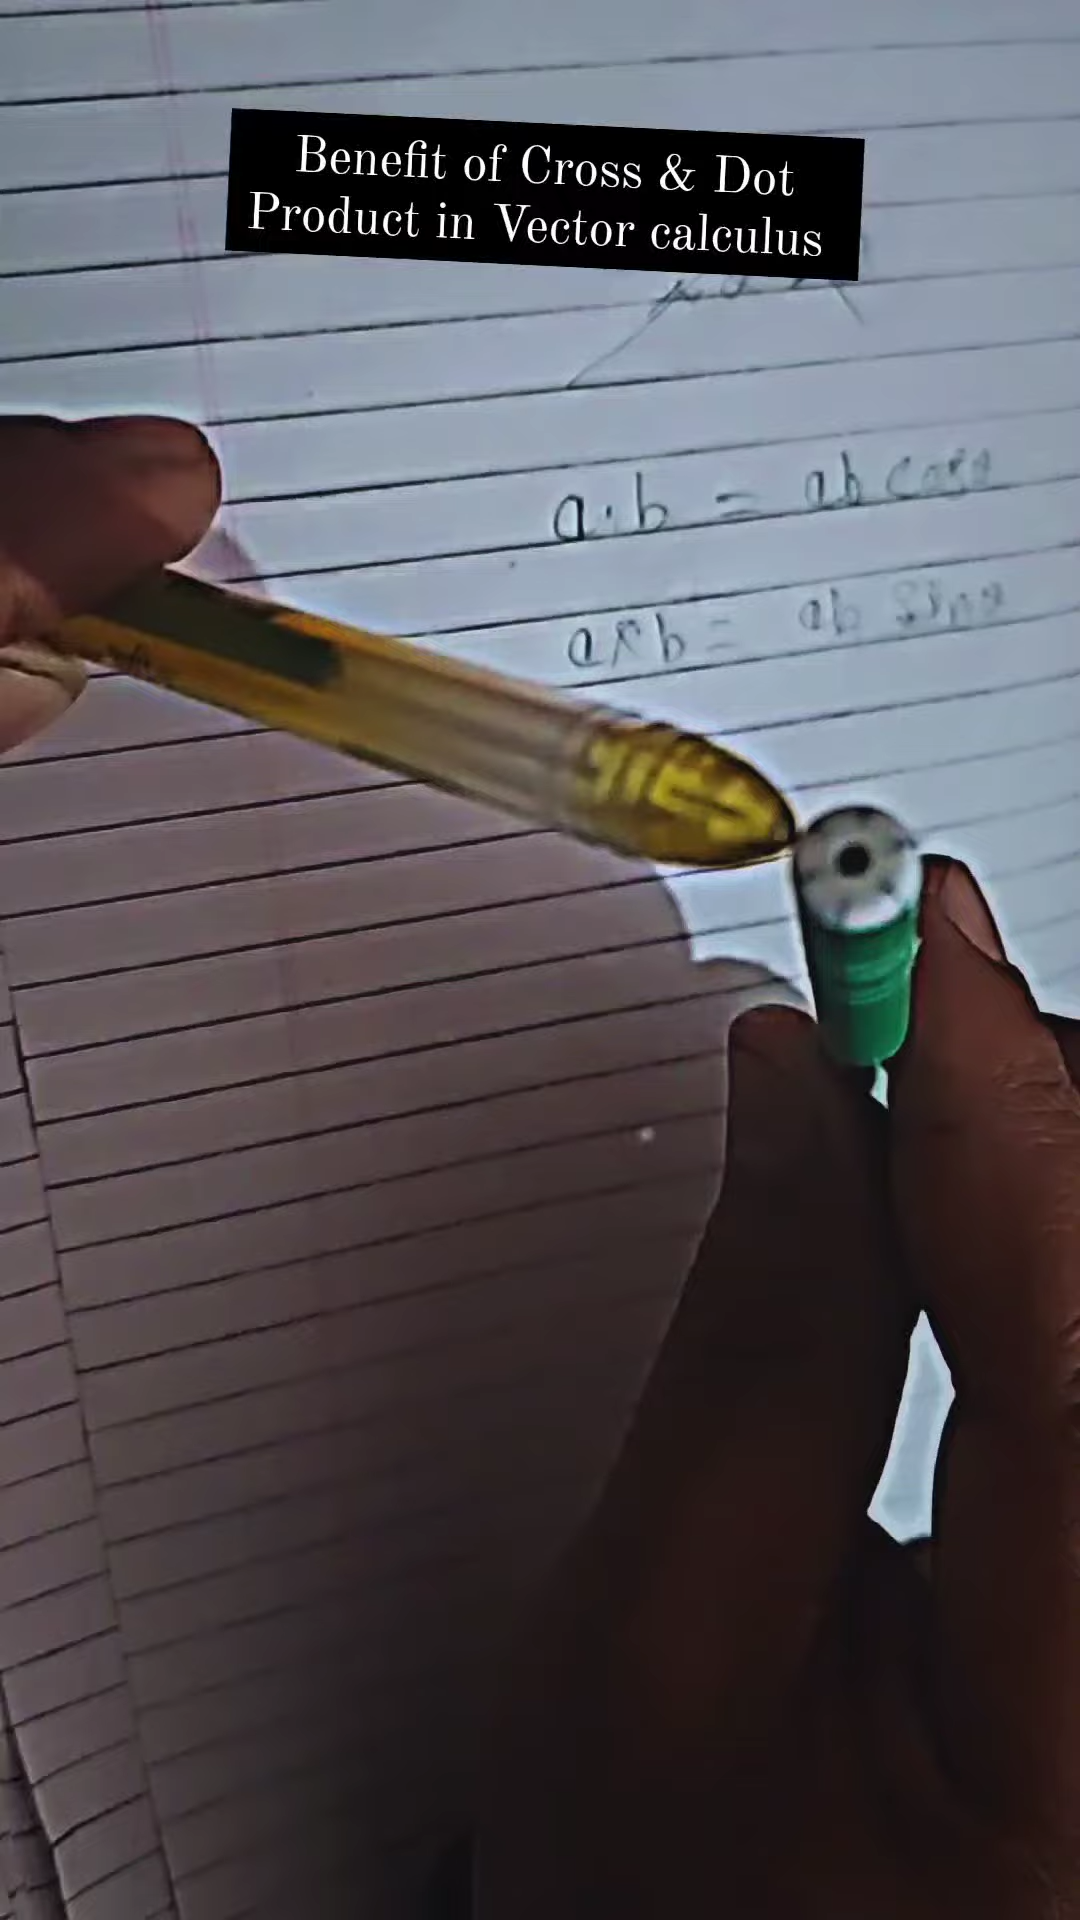 Benefit of Cross & Dot
Product in Vector calculus
a.b = ab cosθ
a×b = ab sinθ